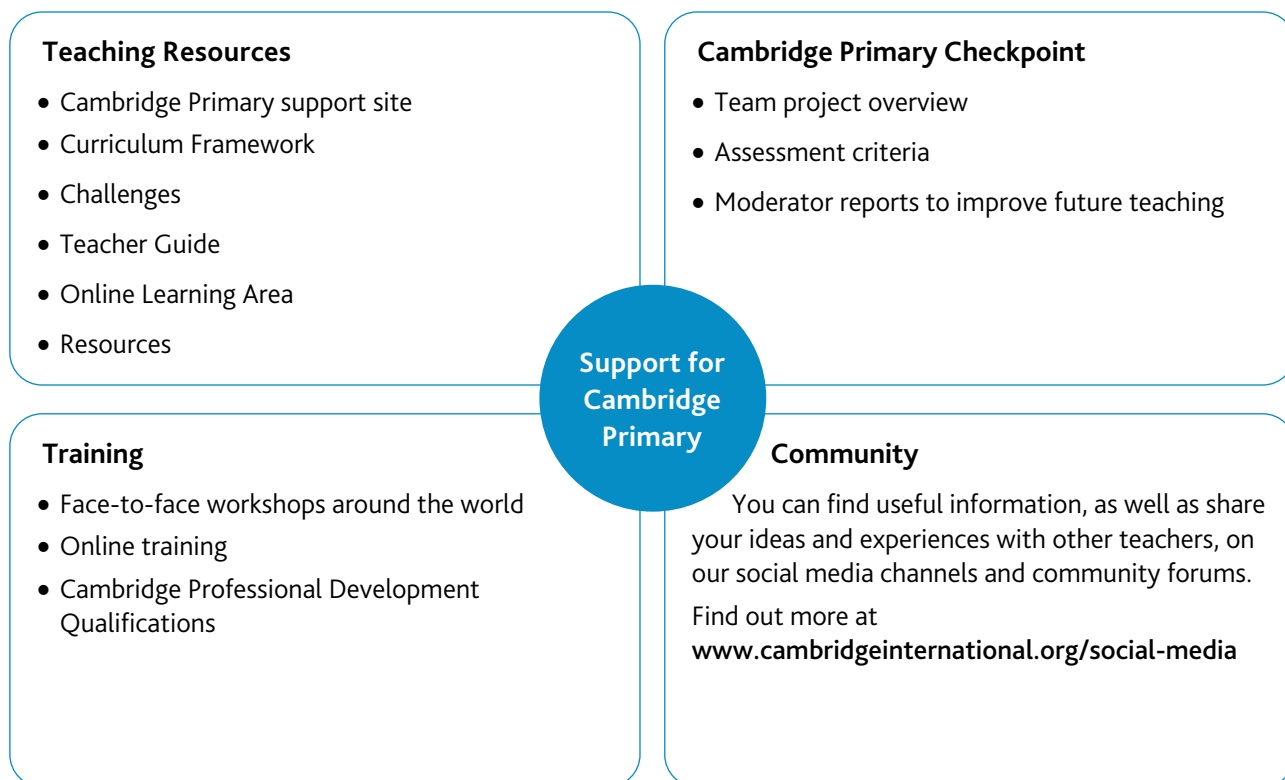 Teaching Resources
• Cambridge Primary support site
• Curriculum Framework
• Challenges
• Teacher Guide
• Online Learning Area
• Resources
Cambridge Primary Checkpoint
• Team project overview
• Assessment criteria
• Moderator reports to improve future teaching
Support for
Cambridge
Primary
Training
• Face-to-face workshops around the world
• Online training
• Cambridge Professional Development
Qualifications
Community
You can find useful information, as well as share
your ideas and experiences with other teachers, on
our social media channels and community forums.
Find out more at
www.cambridgeinternational.org/social-media